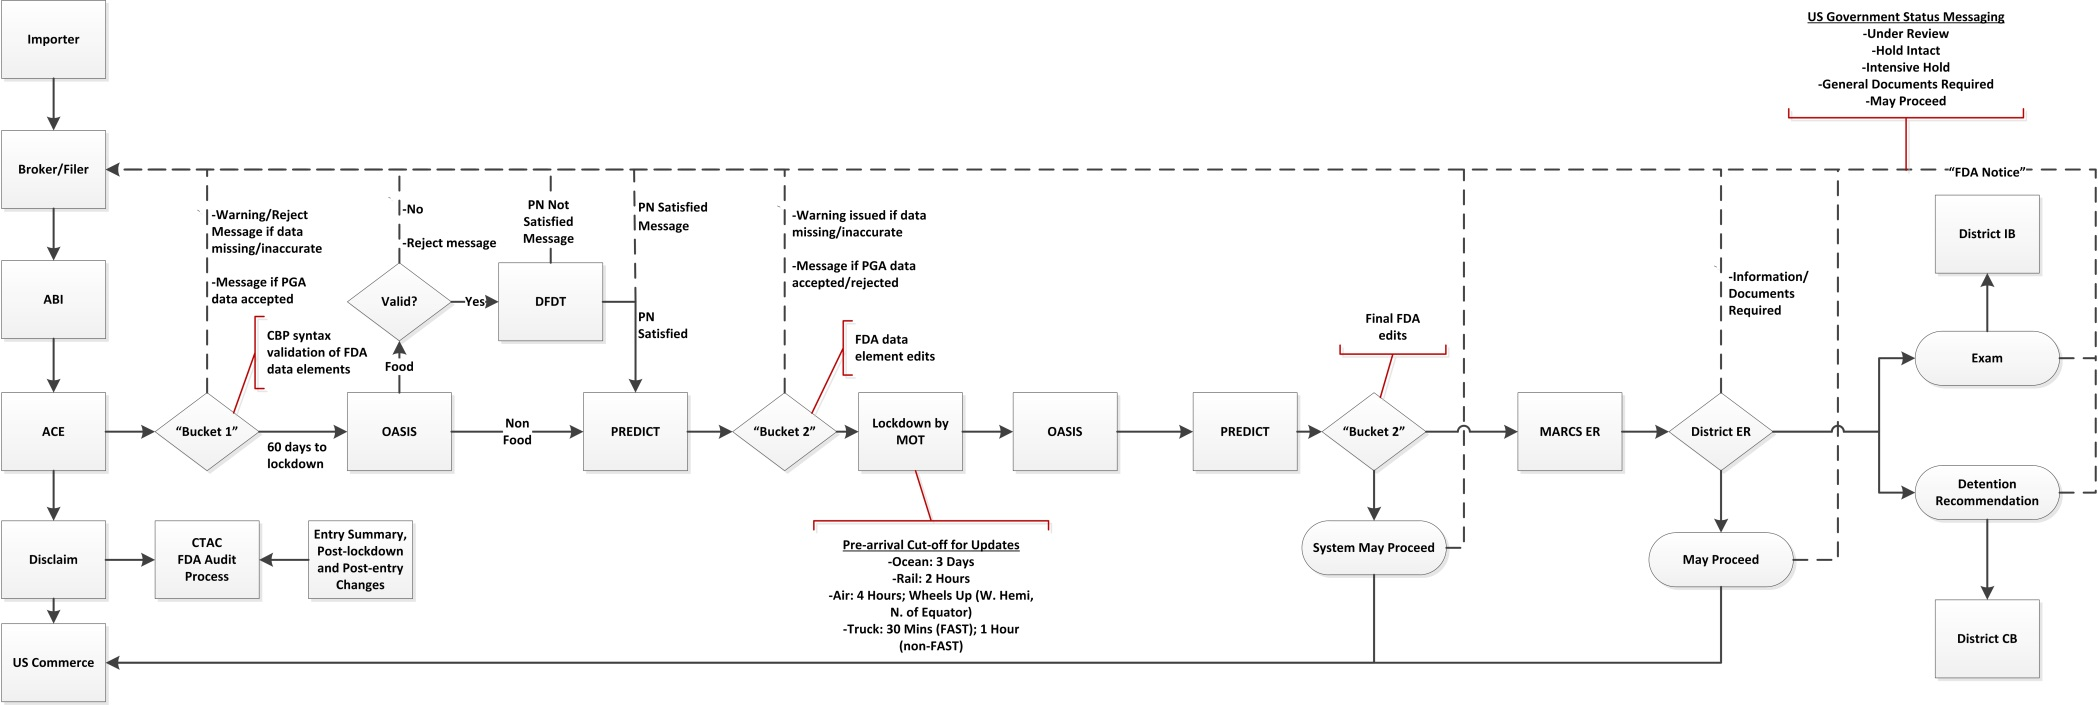 US Government Status Messaging
-Under Review
-Hold Intact
-Intensive Hold
-General Documents Required
-May Proceed
Importer
Broker/Filer
“FDA Notice”
-Warning/Reject
Message if data
missing/inaccurate
-Message if PGA
data accepted
-No
-Reject message
PN Not
Satisfied
Message
PN Satisfied
Message
-Warning issued if data
missing/inaccurate
-Message if PGA data
accepted/rejected
-Information/
Documents
Required
District IB
ABI
Valid?
Yes
DFDT
PN
Satisfied
CBP syntax
validation of FDA
data elements
Food
FDA data
element edits
Final FDA
edits
Exam
ACE
“Bucket 1”
60 days to
lockdown
OASIS
Non
Food
PREDICT
“Bucket 2”
Lockdown by
MOT
OASIS
PREDICT
“Bucket 2”
MARCS ER
District ER
Detention
Recommendation
Disclaim
CTAC
FDA Audit
Process
Entry Summary,
Post-lockdown
and Post-entry
Changes
Pre-arrival Cut-off for Updates
-Ocean: 3 Days
-Rail: 2 Hours
-Air: 4 Hours; Wheels Up (W. Hemi,
N. of Equator)
-Truck: 30 Mins (FAST); 1 Hour
(non-FAST)
System May Proceed
May Proceed
US Commerce
District CB